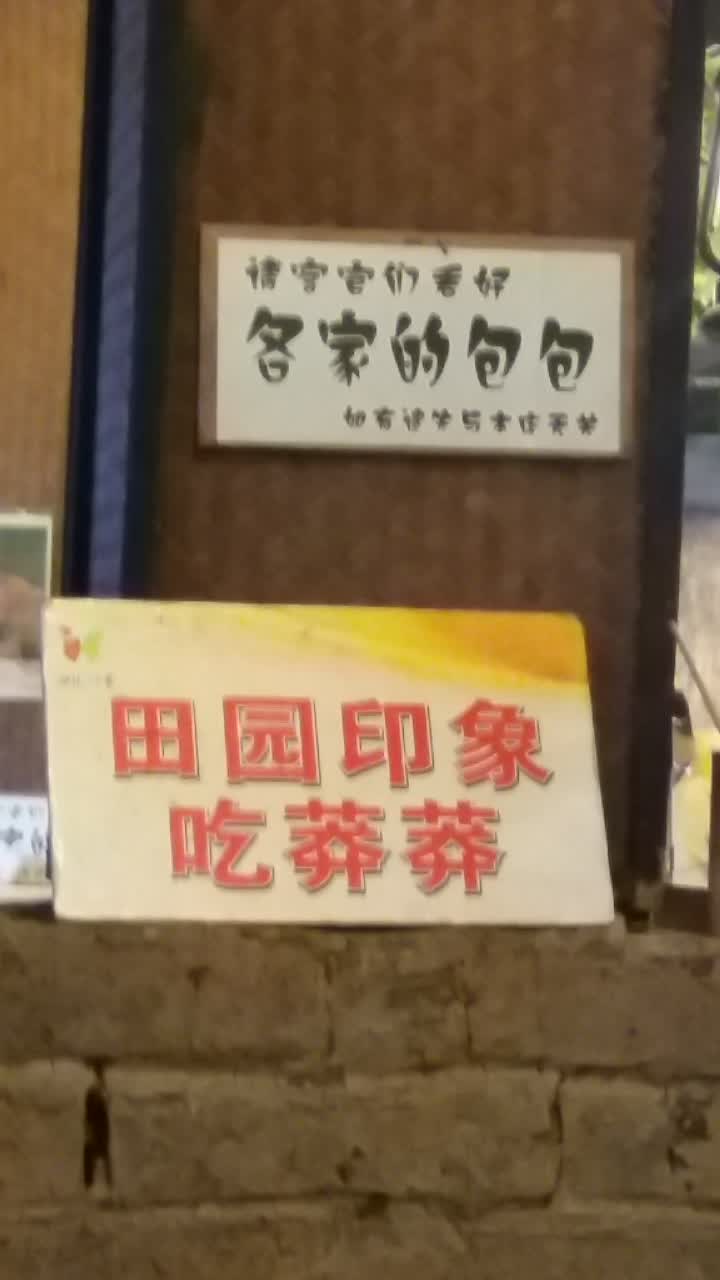 请客官们看好
各家的包包
如有遗失与本店无关
田园印象
吃莽莽